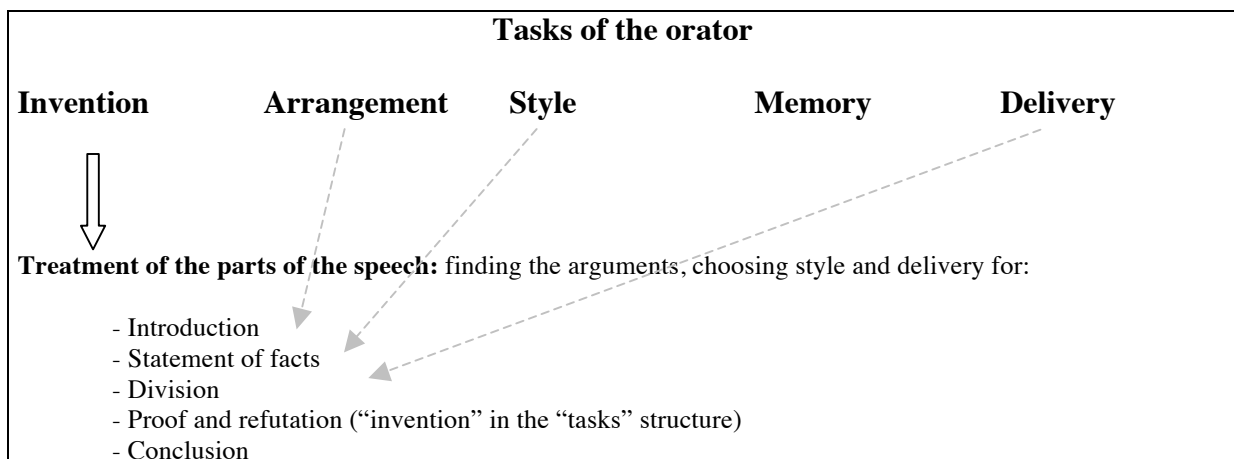 Tasks of the orator
Invention Arrangement Style Memory Delivery
Treatment of the parts of the speech: finding the arguments, choosing style and delivery for:
- Introduction
- Statement of facts
- Division
- Proof and refutation (“invention” in the “tasks” structure)
- Conclusion